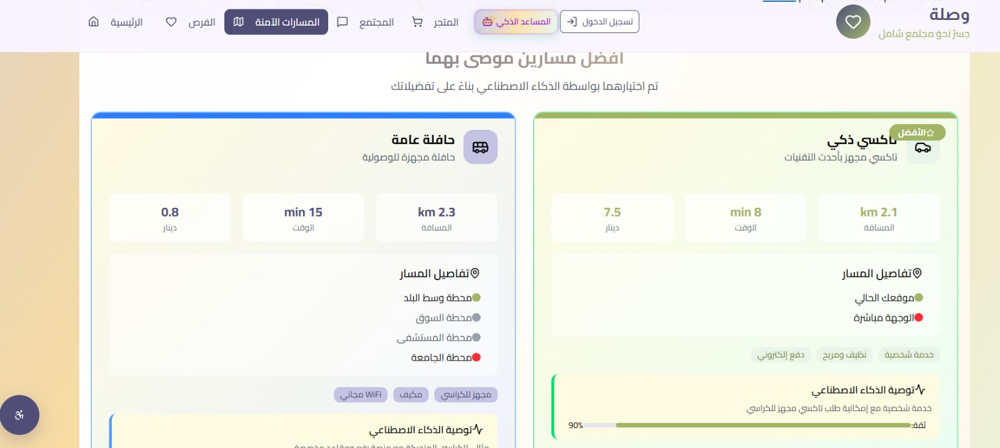 وصلة
جسرٌ نحو مجتمع شامل
تسجيل الدخول
المساعد الذكي
المتجر
المجتمع
المسارات الآمنة
الفرص
الرئيسية
أفضل مسارين موصى بهما
تم اختيارهما بواسطة الذكاء الاصطناعي بناءً على تفضيلاتك
الأفضل
تاكسي ذكي
تاكسي مجهز بأحدث التقنيات
2.1 km
المسافة
8 min
الوقت
7.5
دينار
تفاصيل المسار
موقعك الحالي
الوجهة مباشرة
خدمة شخصية
نظيف ومريح
دفع إلكتروني
توصية الذكاء الاصطناعي
خدمة شخصية مع إمكانية طلب تاكسي مجهز للكراسي
ثقة:
90%
حافلة عامة
حافلة مجهزة للوصولية
2.3 km
المسافة
15 min
الوقت
0.8
دينار
تفاصيل المسار
محطة وسط البلد
محطة السوق
محطة المستشفى
محطة الجامعة
مجهز للكراسي
مكيف
WiFi مجاني
توصية الذكاء الاصطناعي